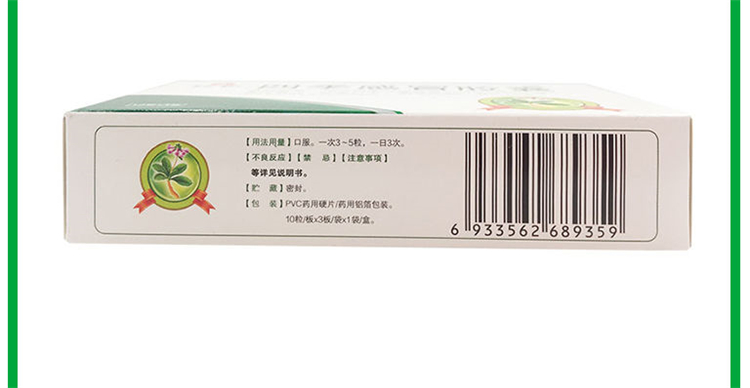 【用法用量】口服。一次3~5粒,一日3次。
【不良反应】【禁　忌】【注意事项】
等详见说明书。
【贮　藏】密封。
【包　装】PVC药用硬片/药用铝箔包装。
10粒/板x3板/袋x1袋/盒。
6 933562 689359